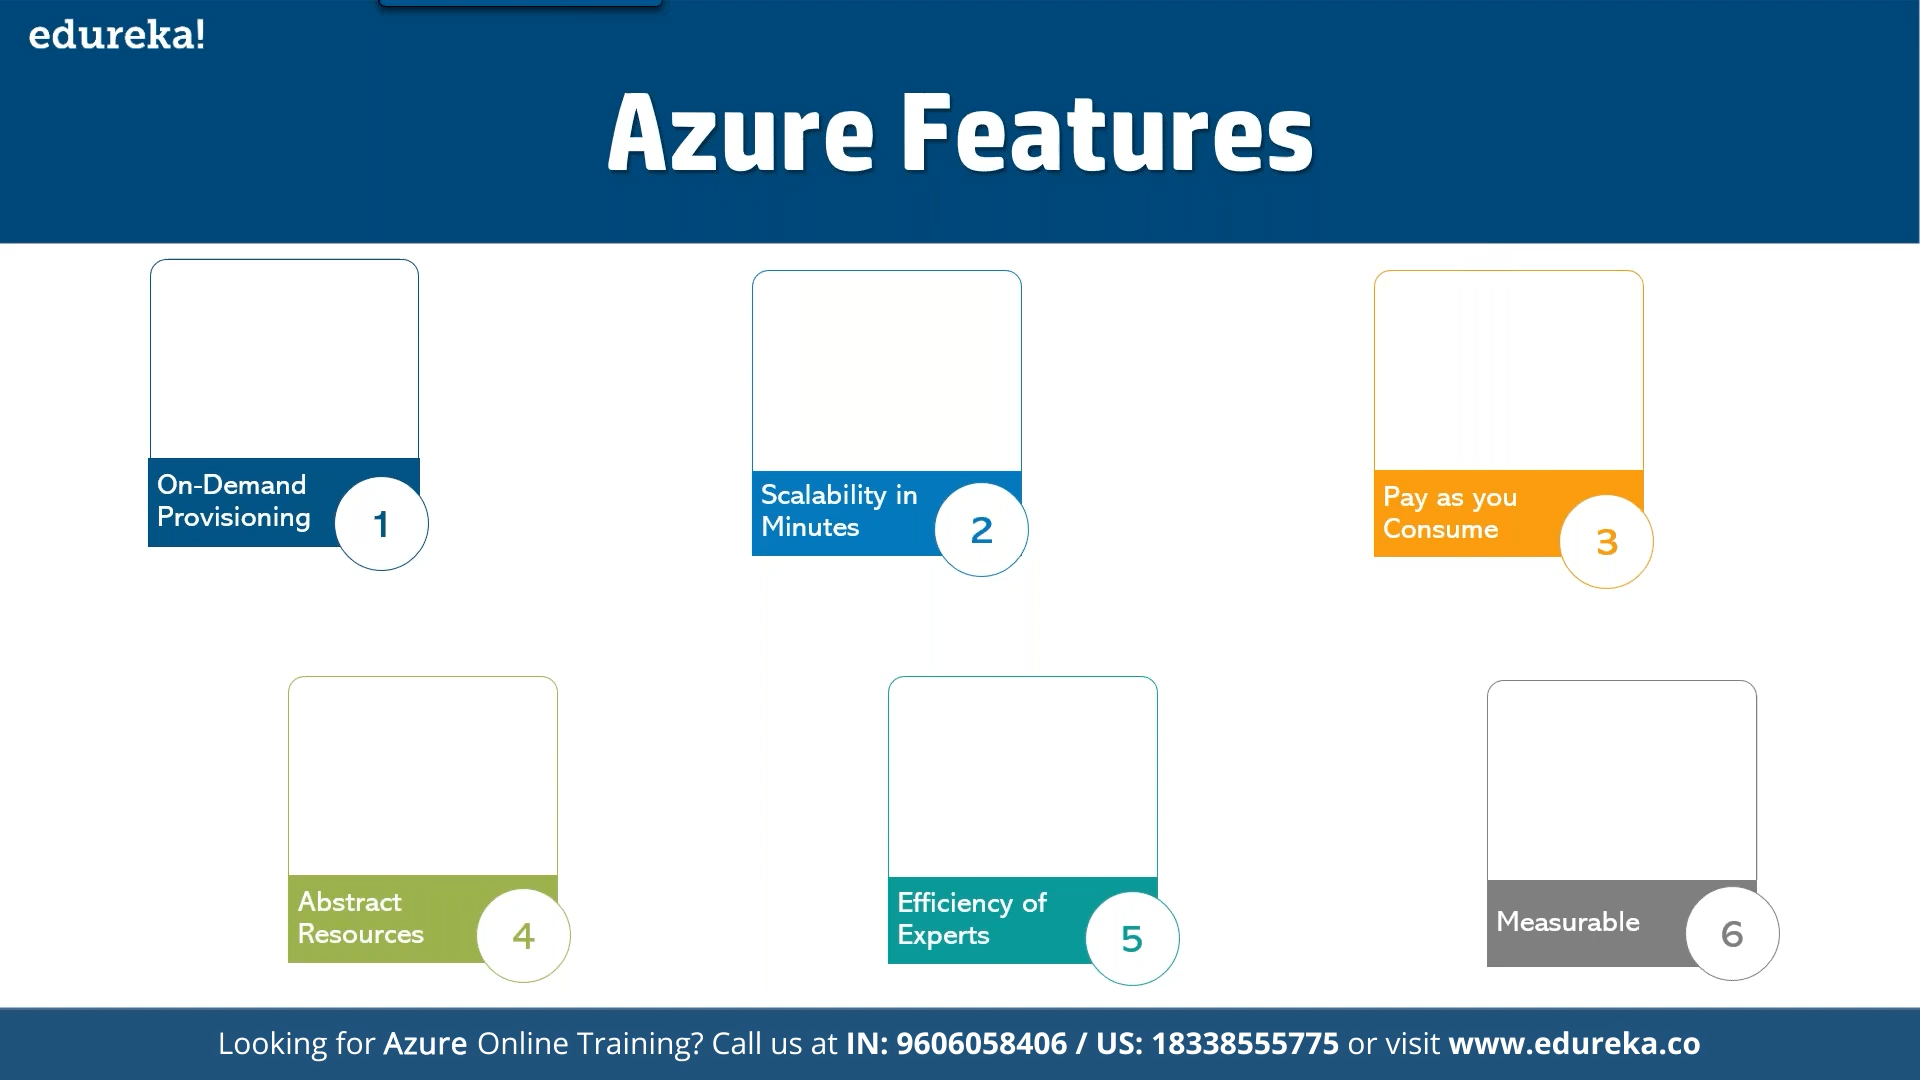 edureka!
Azure Features
On-Demand
Provisioning
1
Scalability in
Minutes
2
Pay as you
Consume
3
Abstract
Resources
4
Efficiency of
Experts
5
Measurable
6
Looking for Azure Online Training? Call us at IN: 9606058406 / US: 18338555775 or visit www.edureka.co